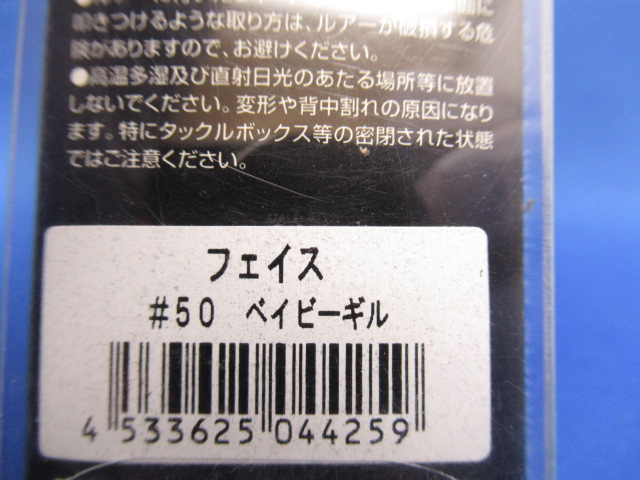 叩きつけるような取り方は、ルアーが破損する危
険がありますので、お避けください。
●高温多湿及び直射日光のあたる場所等に放置
しないでください。変形や背中割れの原因になり
ます。特にタックルボックス等の密閉された状態
ではご注意ください。
フェイス
#50 ベイビーギル
4 533625 044259